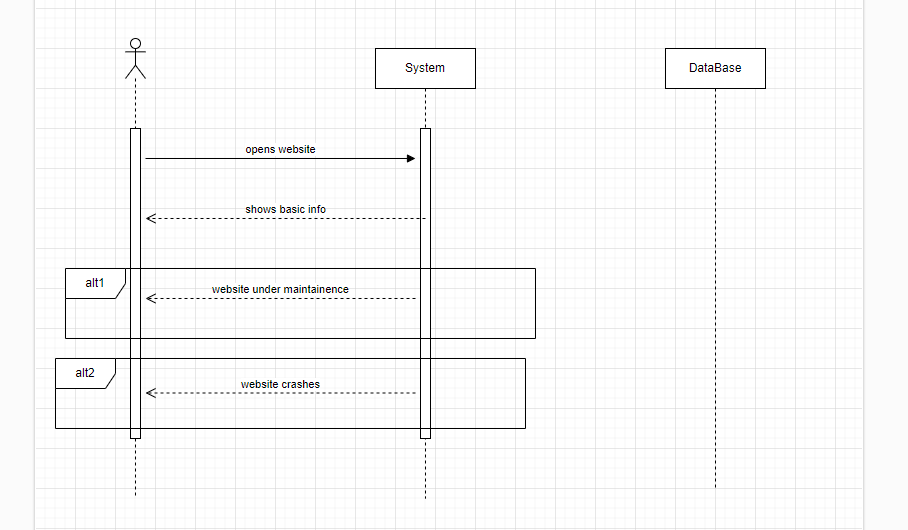 System
DataBase
opens website
shows basic info
alt1
website under maintainence
alt2
website crashes